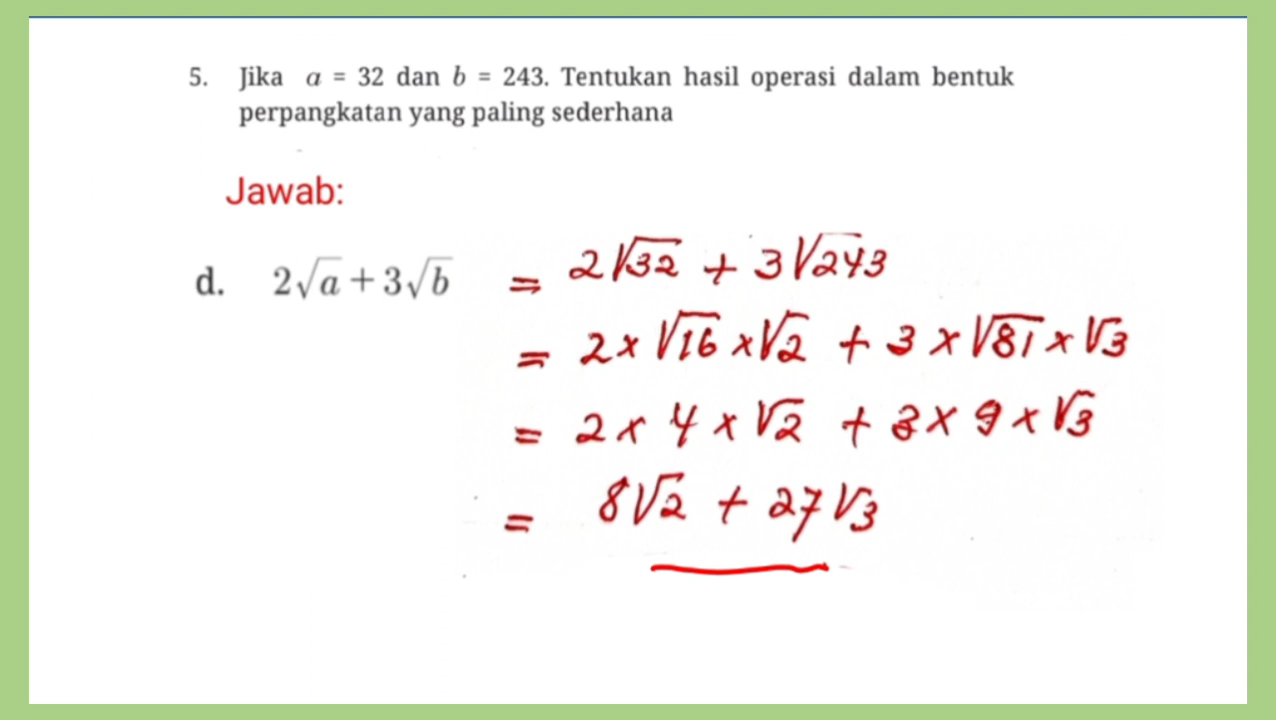 5. Jika a = 32 dan b = 243. Tentukan hasil operasi dalam bentuk
perpangkatan yang paling sederhana
Jawab:
d. 2√a + 3√b = 2√32 + 3√243
= 2 × √16 × √2 + 3 × √81 × √3
= 2 × 4 × √2 + 3 × 9 × √3
= 8√2 + 27√3